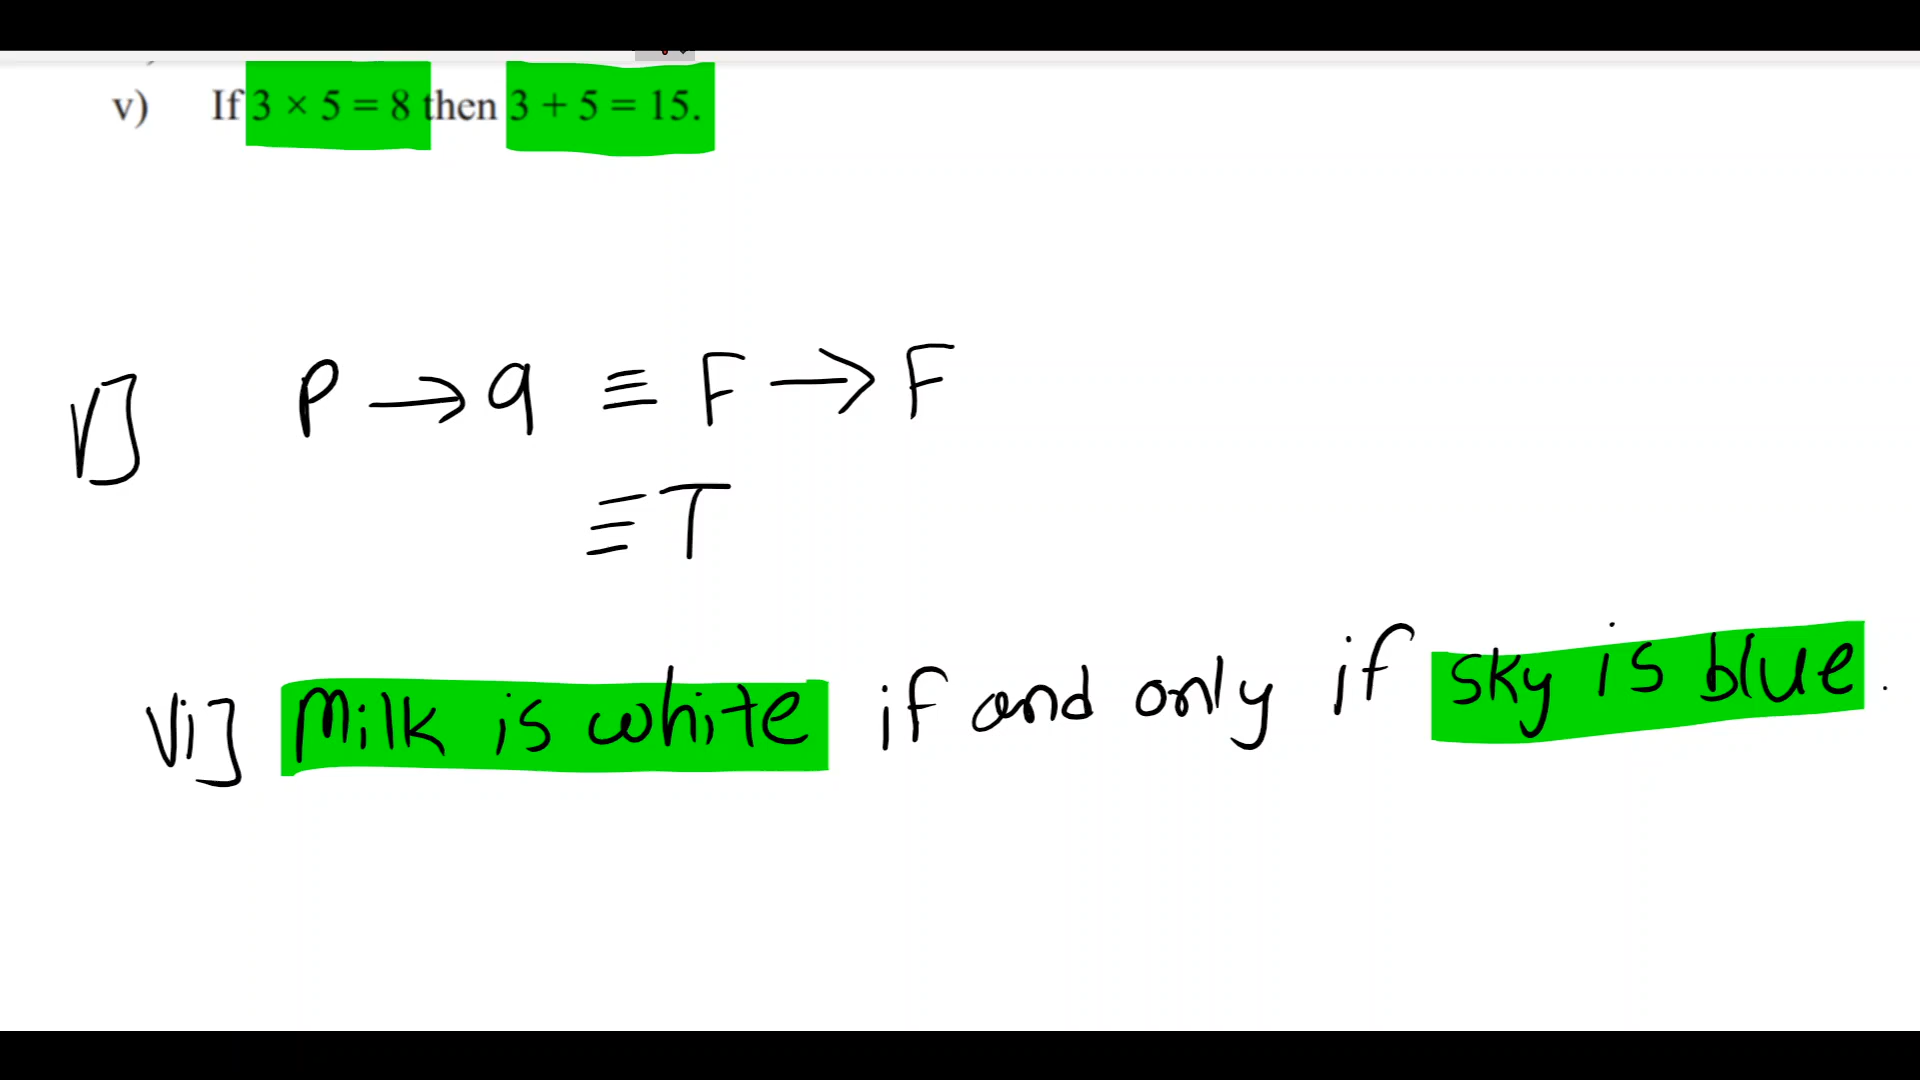 v) If 3 × 5 = 8 then 3 + 5 = 15.
v] p → q ≡ F → F
≡ T
vi] Milk is white if and only if sky is blue.